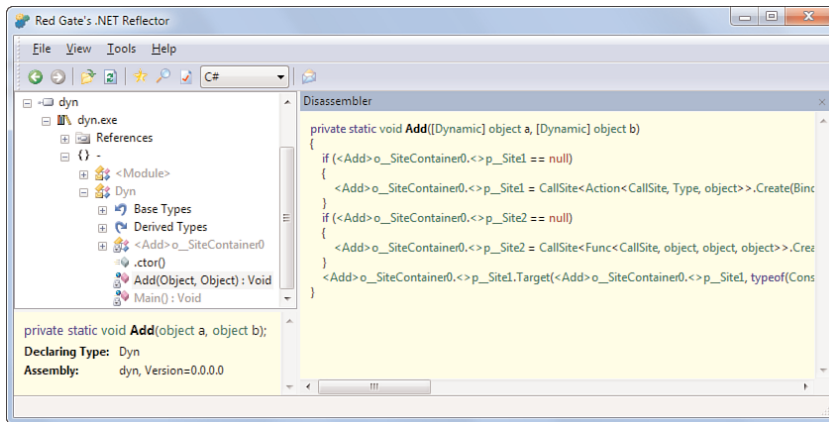 Red Gate's .NET Reflector
File View Tools Help
C#
dyn
dyn.exe
References
{} -
<Module>
Dyn
Base Types
Derived Types
<Add>o__SiteContainer0
.ctor()
Add(Object, Object) : Void
Main() : Void
private static void Add(object a, object b);
Declaring Type: Dyn
Assembly: dyn, Version=0.0.0.0
Disassembler
private static void Add([Dynamic] object a, [Dynamic] object b)
{
if (<Add>o__SiteContainer0.<>p__Site1 == null)
{
<Add>o__SiteContainer0.<>p__Site1 = CallSite<Action<CallSite, Type, object>>.Create(Binc
}
if (<Add>o__SiteContainer0.<>p__Site2 == null)
{
<Add>o__SiteContainer0.<>p__Site2 = CallSite<Func<CallSite, object, object, object>>.Crea
}
<Add>o__SiteContainer0.<>p__Site1.Target(<Add>o__SiteContainer0.<>p__Site1, typeof(Cons
}